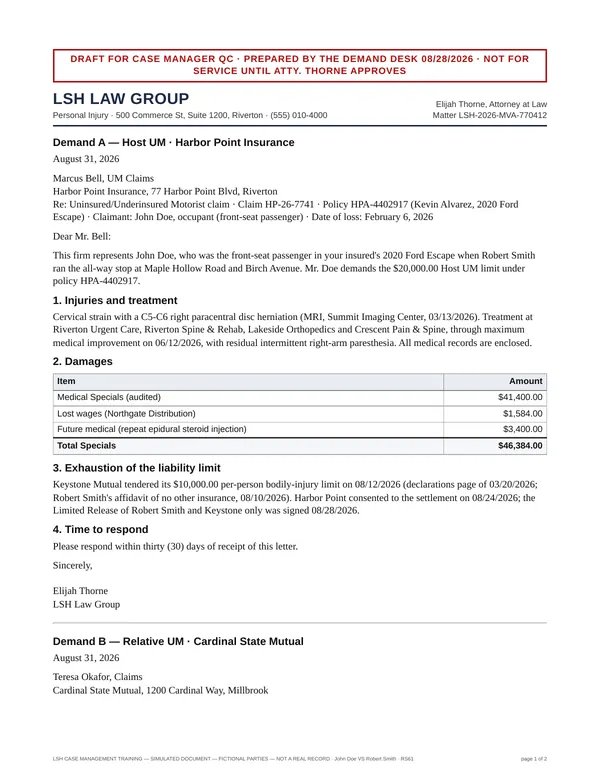 DRAFT FOR CASE MANAGER QC · PREPARED BY THE DEMAND DESK 08/28/2026 · NOT FOR
SERVICE UNTIL ATTY. THORNE APPROVES
LSH LAW GROUP
Personal Injury · 500 Commerce St, Suite 1200, Riverton · (555) 010-4000
Elijah Thorne, Attorney at Law
Matter LSH-2026-MVA-770412
Demand A — Host UM · Harbor Point Insurance
August 31, 2026
Marcus Bell, UM Claims
Harbor Point Insurance, 77 Harbor Point Blvd, Riverton
Re: Uninsured/Underinsured Motorist claim · Claim HP-26-7741 · Policy HPA-4402917 (Kevin Alvarez, 2020 Ford
Escape) · Claimant: John Doe, occupant (front-seat passenger) · Date of loss: February 6, 2026
Dear Mr. Bell:
This firm represents John Doe, who was the front-seat passenger in your insured's 2020 Ford Escape when Robert Smith
ran the all-way stop at Maple Hollow Road and Birch Avenue. Mr. Doe demands the $20,000.00 Host UM limit under
policy HPA-4402917.
1. Injuries and treatment
Cervical strain with a C5-C6 right paracentral disc herniation (MRI, Summit Imaging Center, 03/13/2026). Treatment at
Riverton Urgent Care, Riverton Spine & Rehab, Lakeside Orthopedics and Crescent Pain & Spine, through maximum
medical improvement on 06/12/2026, with residual intermittent right-arm paresthesia. All medical records are enclosed.
2. Damages
Item Amount
Medical Specials (audited) $41,400.00
Lost wages (Northgate Distribution) $1,584.00
Future medical (repeat epidural steroid injection) $3,400.00
Total Specials $46,384.00
3. Exhaustion of the liability limit
Keystone Mutual tendered its $10,000.00 per-person bodily-injury limit on 08/12/2026 (declarations page of 03/20/2026;
Robert Smith's affidavit of no other insurance, 08/10/2026). Harbor Point consented to the settlement on 08/24/2026; the
Limited Release of Robert Smith and Keystone only was signed 08/28/2026.
4. Time to respond
Please respond within thirty (30) days of receipt of this letter.
Sincerely,
Elijah Thorne
LSH Law Group
Demand B — Relative UM · Cardinal State Mutual
August 31, 2026
Teresa Okafor, Claims
Cardinal State Mutual, 1200 Cardinal Way, Millbrook
LSH CASE MANAGEMENT TRAINING — SIMULATED DOCUMENT — FICTIONAL PARTIES — NOT A REAL RECORD · John Doe VS Robert Smith · RS61
page 1 of 2